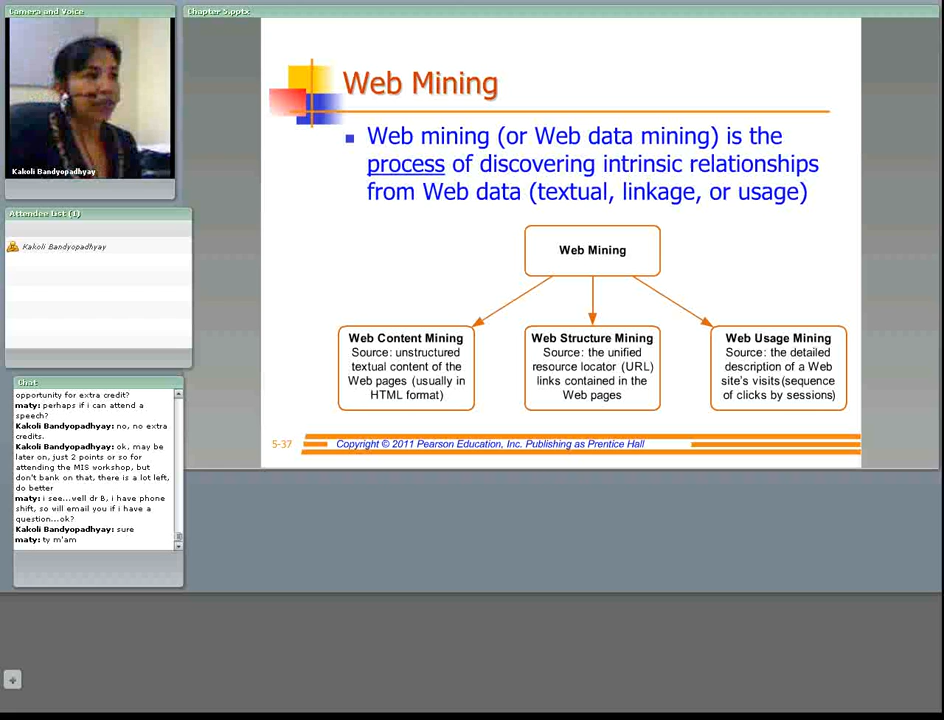 Camera and Voice
Chapter 5.pptx
Kakoli Bandyopadhyay
Attendee List (1)
Kakoli Bandyopadhyay
Chat
opportunity for extra credit?
maty: perhaps if i can attend a
speech?
Kakoli Bandyopadhyay: no, no extra
credits.
Kakoli Bandyopadhyay: ok, may be
later on, just 2 points or so for
attending the MIS workshop, but
don't bank on that, there is a lot left,
do better
maty: i see...well dr B, i have phone
shift, so will email you if i have a
question...ok?
Kakoli Bandyopadhyay: sure
maty: ty m'am
Web Mining
Web mining (or Web data mining) is the
process of discovering intrinsic relationships
from Web data (textual, linkage, or usage)
Web Mining
Web Content Mining
Source: unstructured
textual content of the
Web pages (usually in
HTML format)
Web Structure Mining
Source: the unified
resource locator (URL)
links contained in the
Web pages
Web Usage Mining
Source: the detailed
description of a Web
site's visits (sequence
of clicks by sessions)
5-37
Copyright © 2011 Pearson Education, Inc. Publishing as Prentice Hall